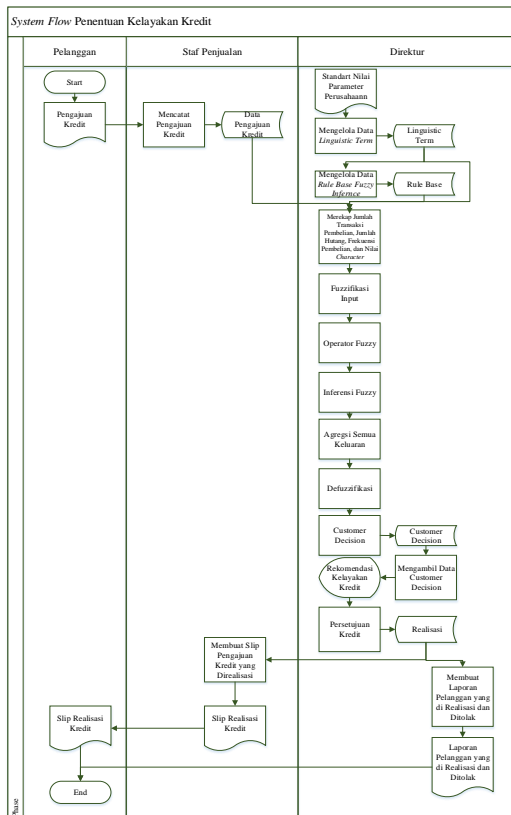 System Flow Penentuan Kelayakan Kredit
Pelanggan
Staf Penjualan
Direktur
Start
Pengajuan
Kredit
Mencatat
Pengajuan
Kredit
Data
Pengajuan
Kredit
Standart Nilai
Parameter
Perusahaann
Mengelola Data
Linguistic Term
Linguistic
Term
Mengelola Data
Rule Base Fuzzy
Infernce
Rule Base
Merekap Jumlah
Transaksi
Pembelian, Jumlah
Hutang, Frekuensi
Pembelian, dan Nilai
Character
Fuzzifikasi
Input
Operator Fuzzy
Inferensi Fuzzy
Agregsi Semua
Keluaran
Defuzzifikasi
Customer
Decision
Customer
Decision
Mengambil Data
Customer
Decision
Rekomendasi
Kelayakan
Kredit
Persetujuan
Kredit
Realisasi
Membuat Slip
Pengajuan
Kredit yang
Direalisasi
Membuat
Laporan
Pelanggan yang
di Realisasi dan
Ditolak
Slip Realisasi
Kredit
Slip Realisasi
Kredit
Laporan
Pelanggan yang
di Realisasi dan
Ditolak
End
Phase